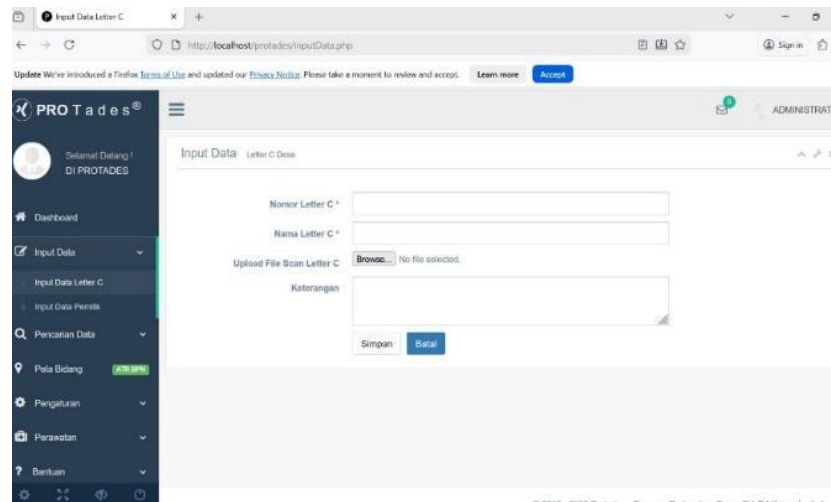 Input Data Letter C
http://localhost/protades/inputData.php
Sign in
Update We've introduced a Firefox Terms of Use and updated our Privacy Notice. Please take a moment to review and accept. Learn more Accept
PROTades®
ADMINISTRAT
Selamat Datang !
DI PROTADES
Input Data Letter C Desa
Dashboard
Input Data
Input Data Letter C
Input Data Pemilik
Pencarian Data
Peta Bidang ATR BPN
Pengaturan
Perawatan
Bantuan
Nomor Letter C *
Nama Letter C *
Upload File Scan Letter C Browse... No file selected.
Keterangan
Simpan Batal